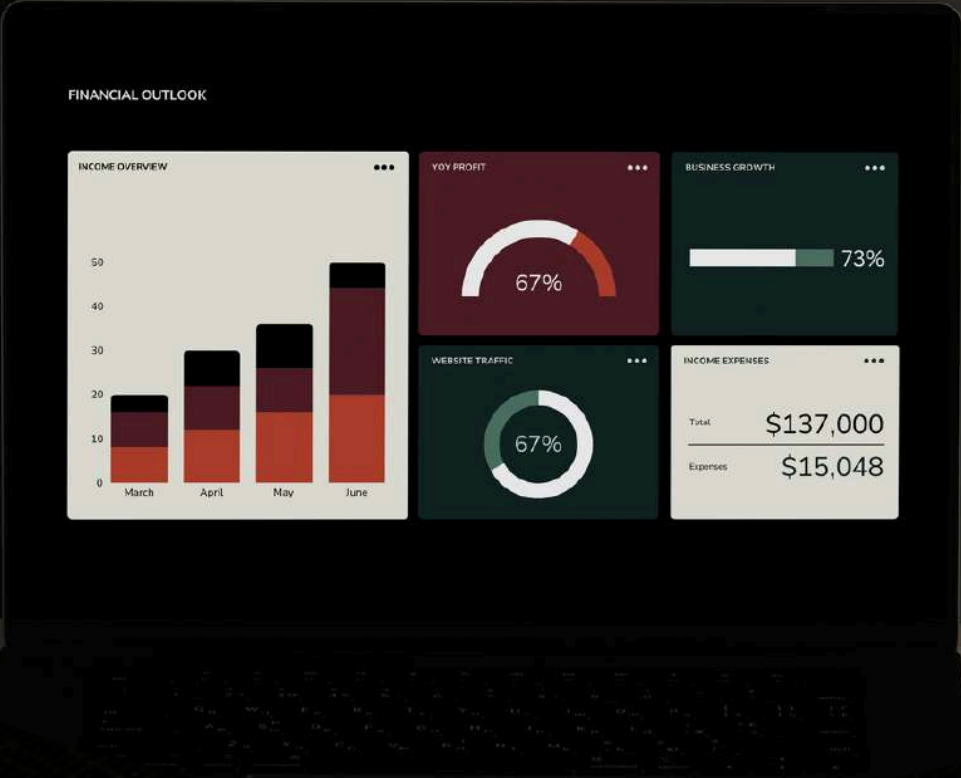 FINANCIAL OUTLOOK
INCOME OVERVIEW
50
40
30
20
10
0
March April May June
YOY PROFIT
67%
BUSINESS GROWTH
73%
WEBSITE TRAFFIC
67%
INCOME EXPENSES
Total $137,000
Expenses $15,048